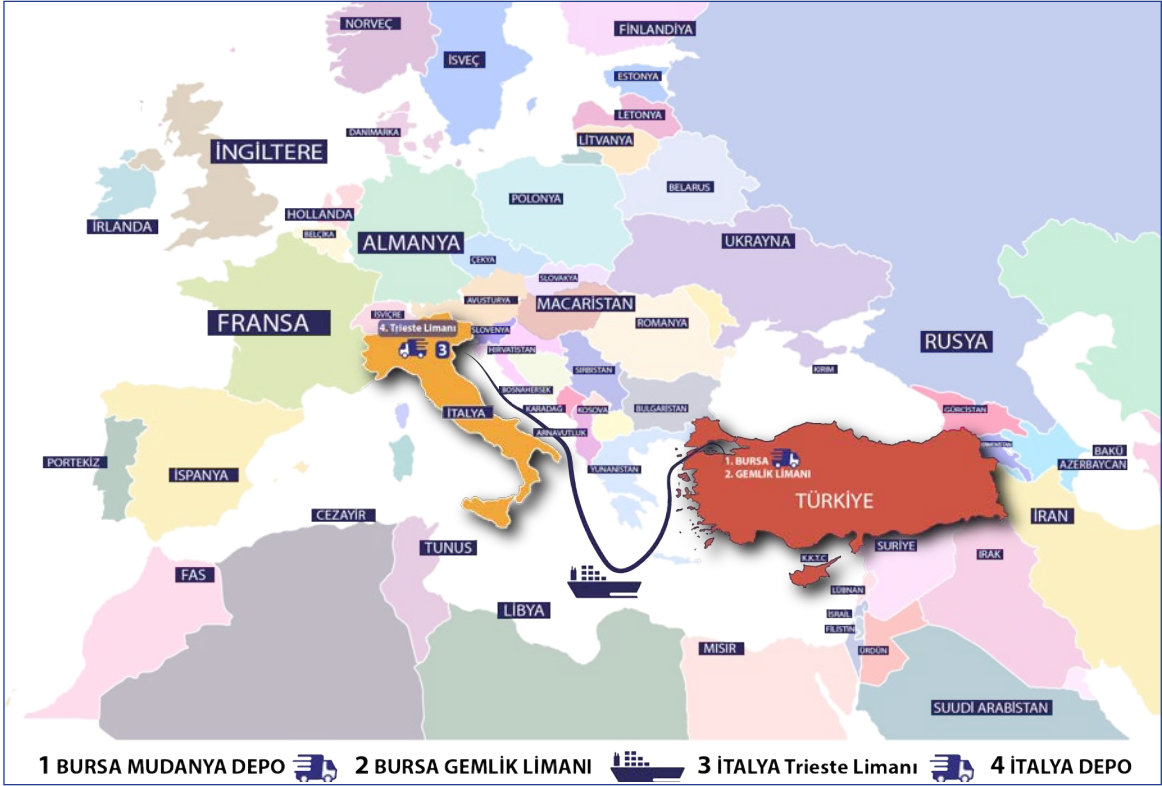 NORVEÇ
İSVEÇ
FİNLANDİYA
ESTONYA
LETONYA
LİTVANYA
DANİMARKA
İNGİLTERE
İRLANDA
HOLLANDA
BELÇİKA
ALMANYA
POLONYA
BELARUS
UKRAYNA
ÇEKYA
SLOVAKYA
AVUSTURYA
MACARİSTAN
FRANSA
İSVİÇRE
4. Trieste Limanı
3
SLOVENYA
HIRVATİSTAN
ROMANYA
RUSYA
KIRIM
SIRBİSTAN
BOSNAHERSEK
KARADAĞ
KOSOVA
BULGARİSTAN
GÜRCİSTAN
İTALYA
ARNAVUTLUK
YUNANİSTAN
PORTEKİZ
İSPANYA
1. BURSA
2. GEMLİK LİMANI
TÜRKİYE
BAKÜ
AZERBAYCAN
CEZAYİR
TUNUS
FAS
İRAN
SURİYE
IRAK
K.K.T.C
LÜBNAN
LİBYA
İSRAİL
FİLİSTİN
MISIR
ÜRDÜN
SUUDİ ARABİSTAN
1 BURSA MUDANYA DEPO
2 BURSA GEMLİK LİMANI
3 İTALYA Trieste Limanı
4 İTALYA DEPO